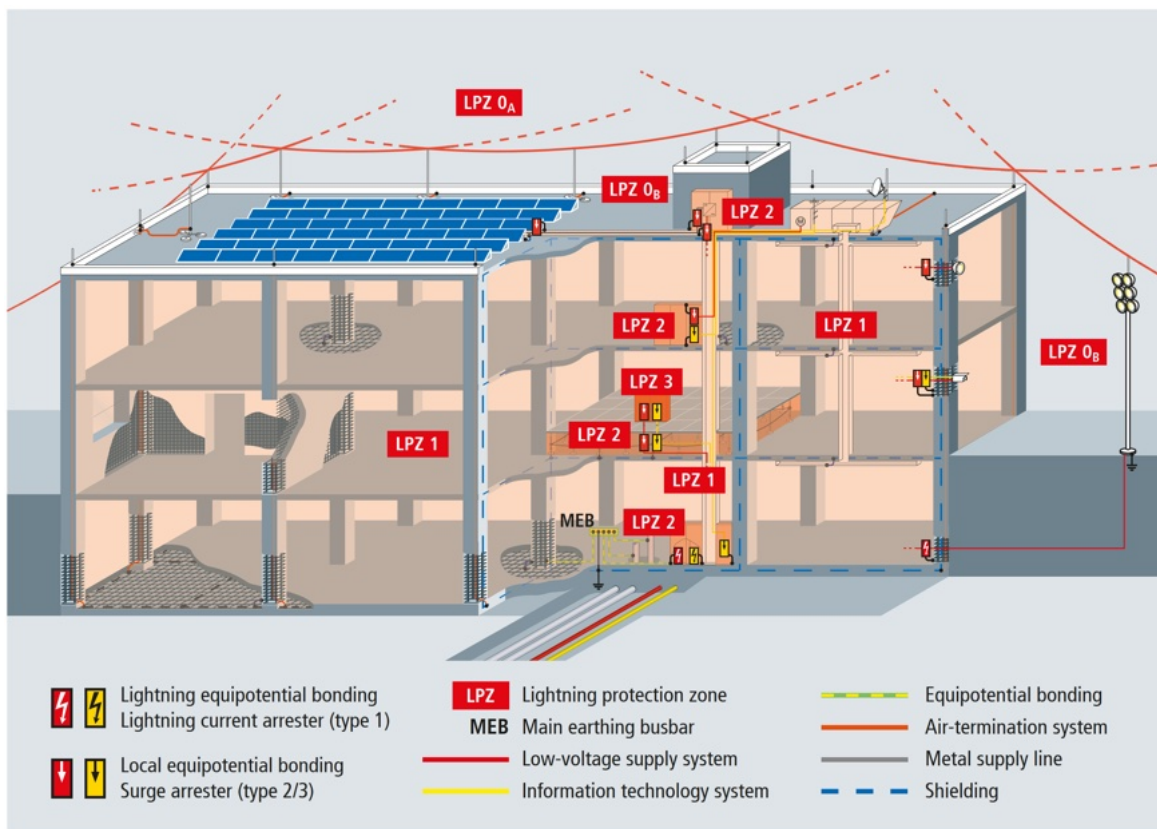 LPZ 0A
LPZ 0B
LPZ 2
LPZ 2
LPZ 1
LPZ 0B
LPZ 3
LPZ 1
LPZ 2
LPZ 1
MEB
LPZ 2
Lightning equipotential bonding
Lightning current arrester (type 1)
Local equipotential bonding
Surge arrester (type 2/3)
LPZ Lightning protection zone
MEB Main earthing busbar
Low-voltage supply system
Information technology system
Equipotential bonding
Air-termination system
Metal supply line
Shielding